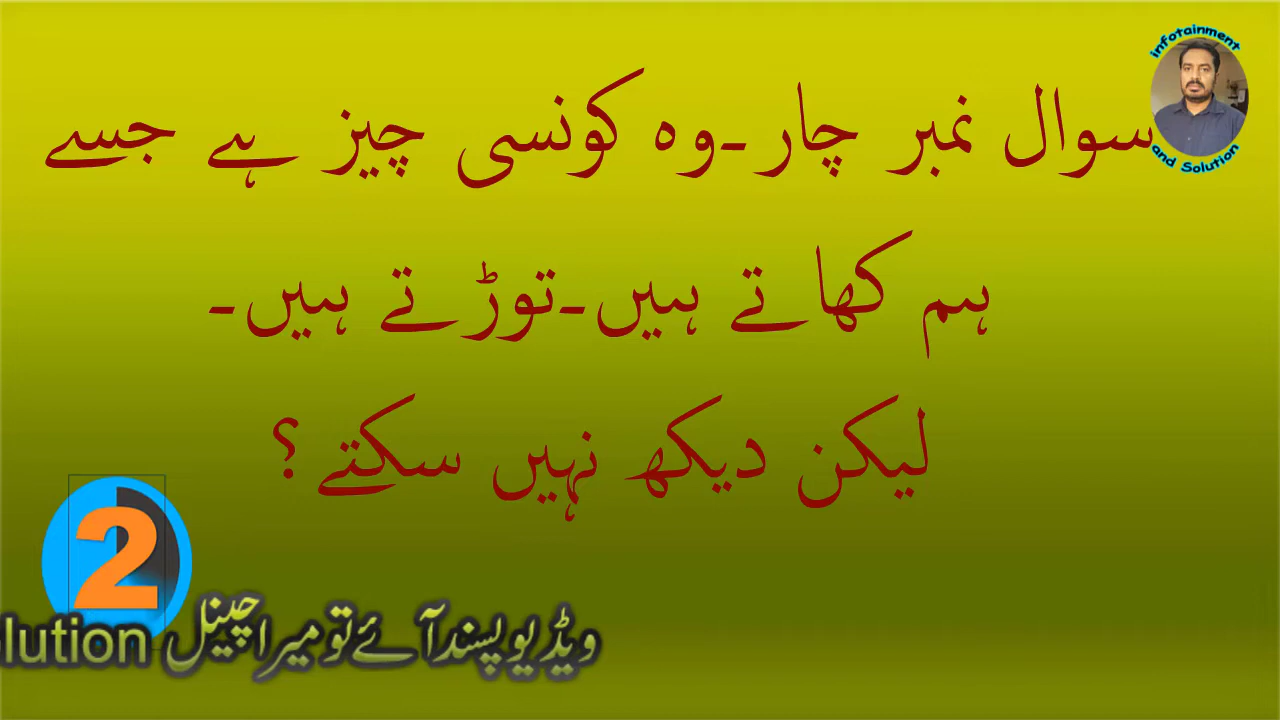 infotainment
and Solution
سوال نمبر چار۔وہ کونسی چیز ہے جسے
ہم کھاتے ہیں۔توڑتے ہیں۔
لیکن دیکھ نہیں سکتے؟
2
ویڈیو پسند آئے تو میرا چینل olution